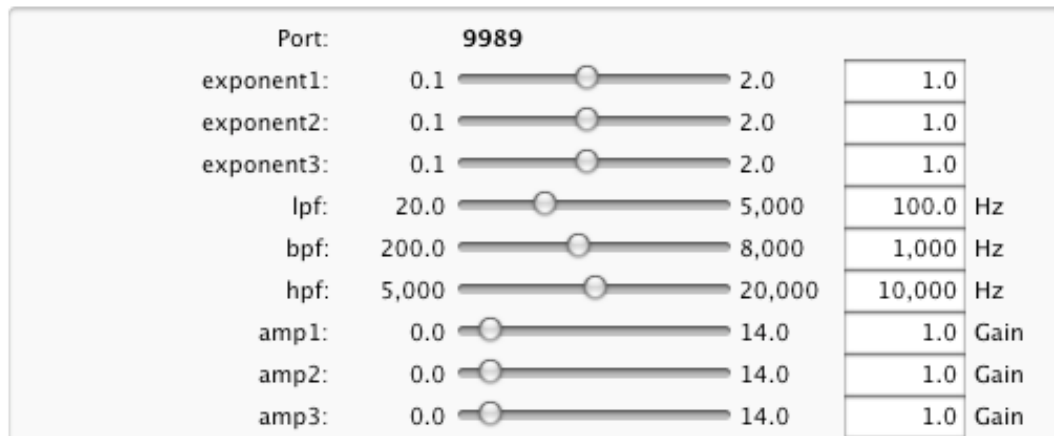 Port: 9989
exponent1: 0.1 2.0 1.0
exponent2: 0.1 2.0 1.0
exponent3: 0.1 2.0 1.0
lpf: 20.0 5,000 100.0 Hz
bpf: 200.0 8,000 1,000 Hz
hpf: 5,000 20,000 10,000 Hz
amp1: 0.0 14.0 1.0 Gain
amp2: 0.0 14.0 1.0 Gain
amp3: 0.0 14.0 1.0 Gain